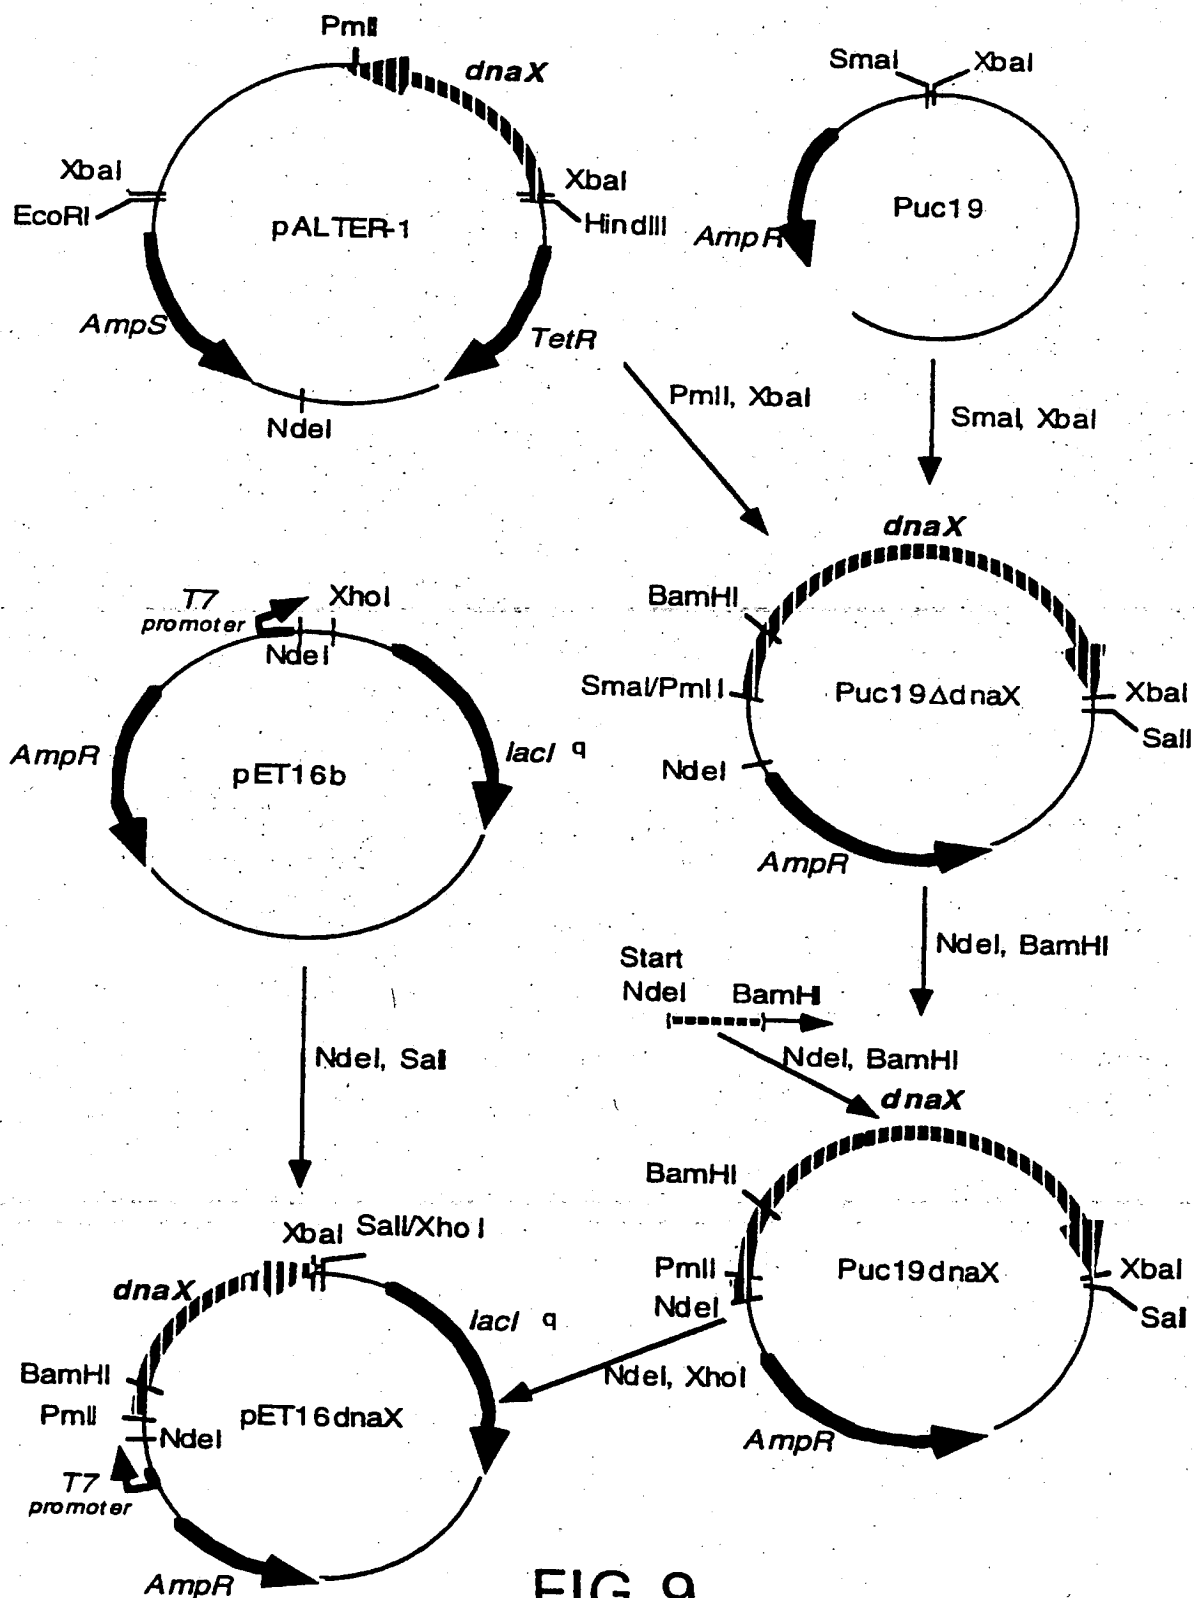 PmlI
dnaX
SmaI
XbaI
XbaI
EcoRI
XbaI
HindIII
pALTER-1
Puc19
AmpR
AmpS
TetR
NdeI
PmlI, XbaI
SmaI, XbaI
dnaX
T7
promoter
XhoI
NdeI
BamHI
SmaI/PmlI
Puc19ΔdnaX
XbaI
SalI
AmpR
lacI q
pET16b
NdeI
AmpR
NdeI, BamHI
Start
NdeI
BamHI
NdeI, SalI
NdeI, BamHI
dnaX
BamHI
XbaI
SalI/XhoI
dnaX
lacI q
PmlI
NdeI
Puc19dnaX
XbaI
SalI
NdeI, XhoI
BamHI
PmlI
pET16dnaX
NdeI
T7
promoter
AmpR
AmpR
FIG. 9